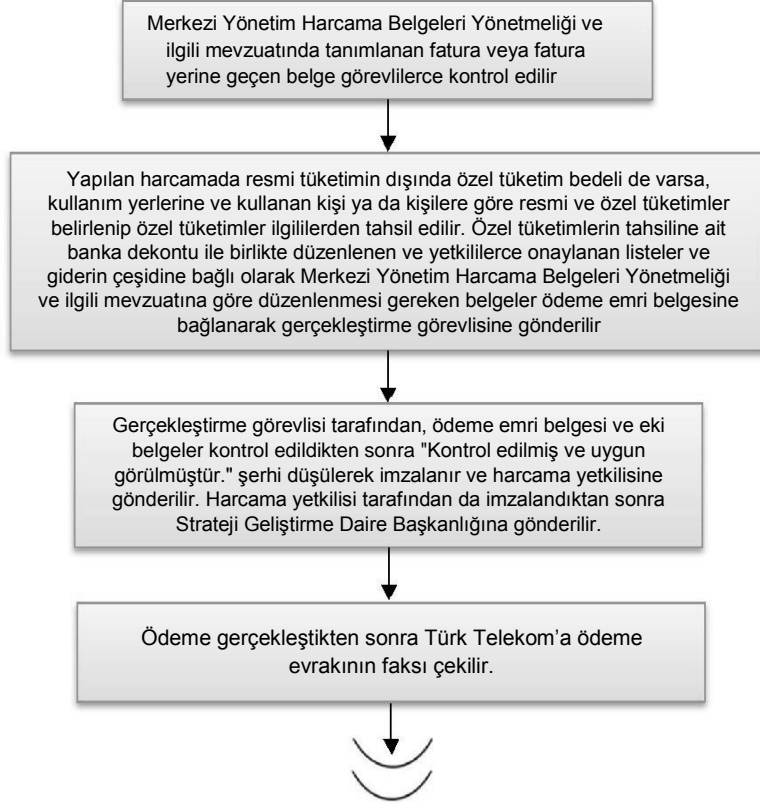 Merkezi Yönetim Harcama Belgeleri Yönetmeliği ve
ilgili mevzuatında tanımlanan fatura veya fatura
yerine geçen belge görevlilerce kontrol edilir
Yapılan harcamada resmi tüketimin dışında özel tüketim bedeli de varsa,
kullanım yerlerine ve kullanan kişi ya da kişilere göre resmi ve özel tüketimler
belirlenip özel tüketimler ilgililerden tahsil edilir. Özel tüketimlerin tahsiline ait
banka dekontu ile birlikte düzenlenen ve yetkililerce onaylanan listeler ve
giderin çeşidine bağlı olarak Merkezi Yönetim Harcama Belgeleri Yönetmeliği
ve ilgili mevzuatına göre düzenlenmesi gereken belgeler ödeme emri belgesine
bağlanarak gerçekleştirme görevlisine gönderilir
Gerçekleştirme görevlisi tarafından, ödeme emri belgesi ve eki
belgeler kontrol edildikten sonra "Kontrol edilmiş ve uygun
görülmüştür." şerhi düşülerek imzalanır ve harcama yetkilisine
gönderilir. Harcama yetkilisi tarafından da imzalandıktan sonra
Strateji Geliştirme Daire Başkanlığına gönderilir.
Ödeme gerçekleştikten sonra Türk Telekom’a ödeme
evrakının faksı çekilir.